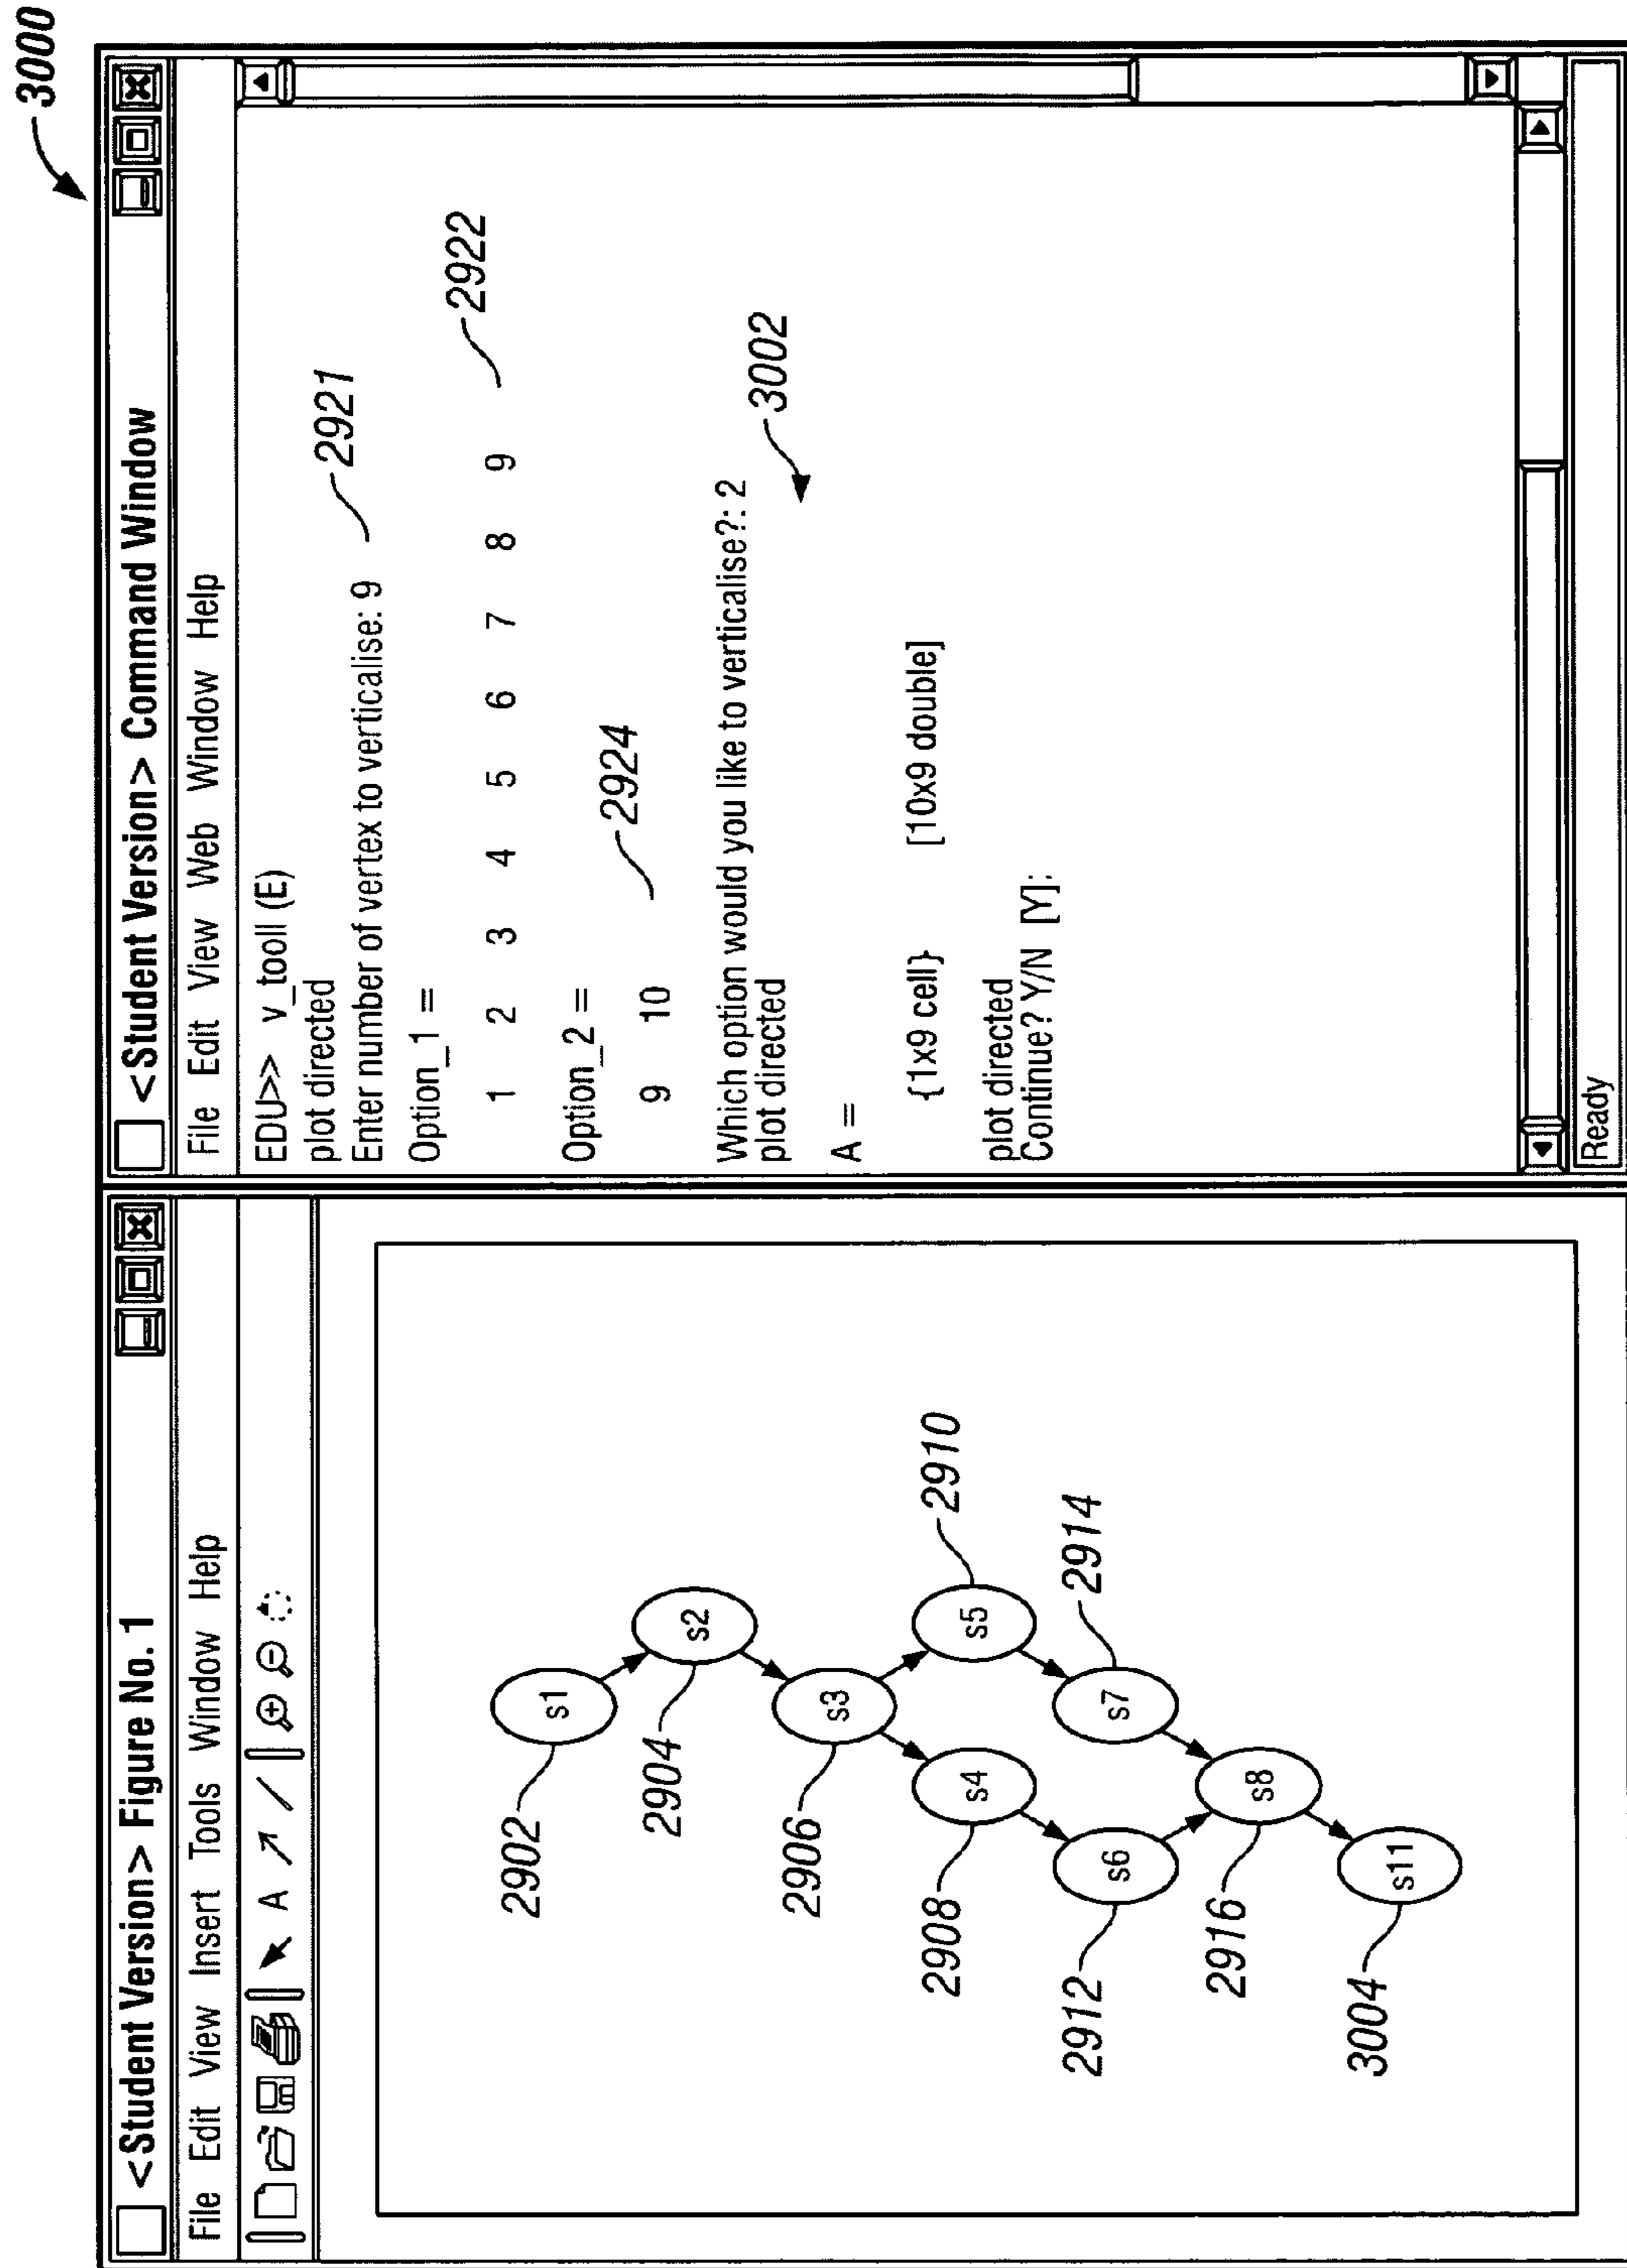 3000
<Student Version> Figure No. 1
File Edit View Insert Tools Window Help
A
2902
s1
2904
s2
2906
s3
2908
s4
s5
2910
2912
s6
s7
2914
2916
s8
3004
s11
<Student Version> Command Window
File Edit View Web Window Help
EDU>> v_tooll (E)
plot directed
Enter number of vertex to verticalise: 9
2921
Option_1 =
1 2 3 4 5 6 7 8 9
2922
Option_2 =
9 10
2924
Which option would you like to verticalise?: 2
plot directed
3002
A =
{1x9 cell} [10x9 double]
plot directed
Continue? Y/N [Y]:
Ready